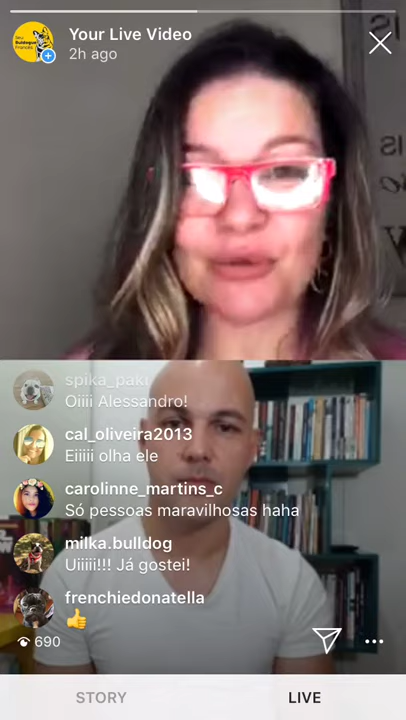 Your Live Video
2h ago
spika_paki
Oiiii Alessandro!
cal_oliveira2013
Eiiiii olha ele
carolinne_martins_c
Só pessoas maravilhosas haha
milka.bulldog
Uiiiii!!! Já gostei!
frenchiedonatella
👍
690
STORY
LIVE